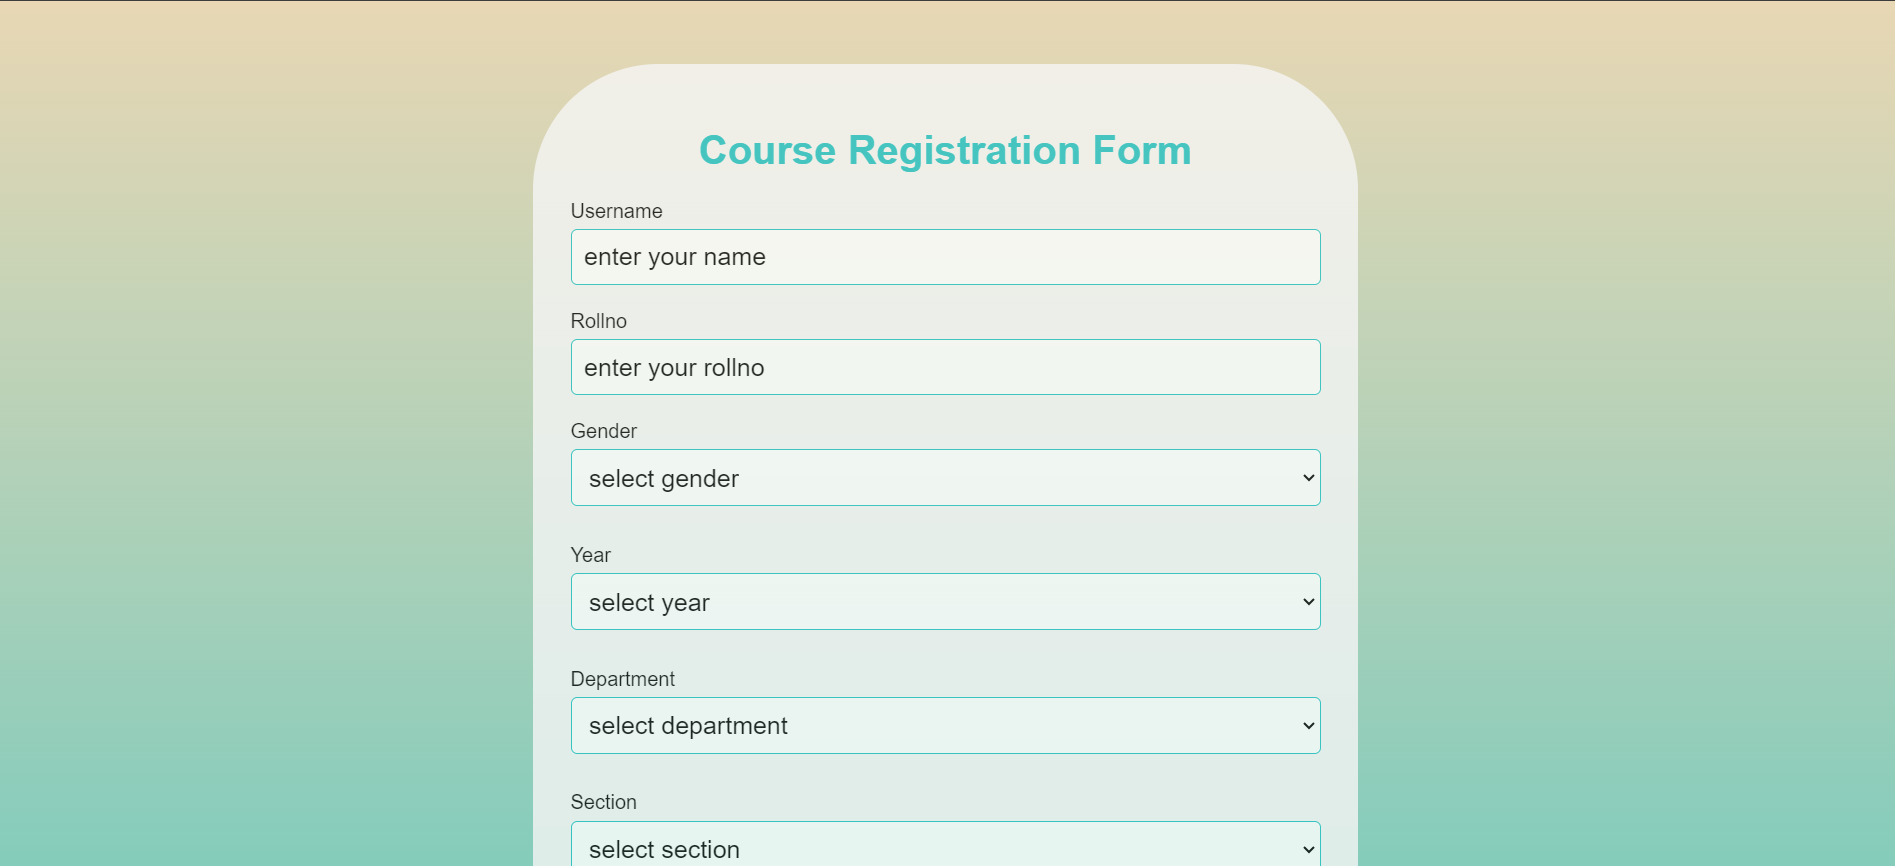 Course Registration Form
Username
enter your name
Rollno
enter your rollno
Gender
select gender
Year
select year
Department
select department
Section
select section